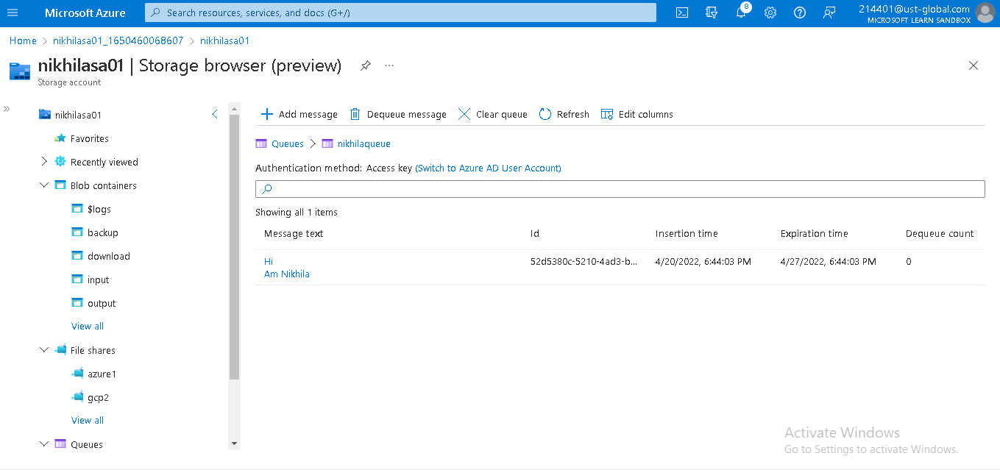 Microsoft Azure
Search resources, services, and docs (G+/)
8
214401@ust-global.com
MICROSOFT LEARN SANDBOX
Home > nikhilasa01_1650460068607 > nikhilasa01
nikhilasa01 | Storage browser (preview)
...
Storage account
nikhilasa01
Favorites
Recently viewed
Blob containers
$logs
backup
download
input
output
View all
File shares
azure1
gcp2
View all
Queues
Add message Dequeue message Clear queue Refresh Edit columns
Queues > nikhilaqueue
Authentication method: Access key (Switch to Azure AD User Account)
Showing all 1 items
Message text Id Insertion time Expiration time Dequeue count
Hi 52d5380c-5210-4ad3-b... 4/20/2022, 6:44:03 PM 4/27/2022, 6:44:03 PM 0
Am Nikhila
Activate Windows
Go to Settings to activate Windows.